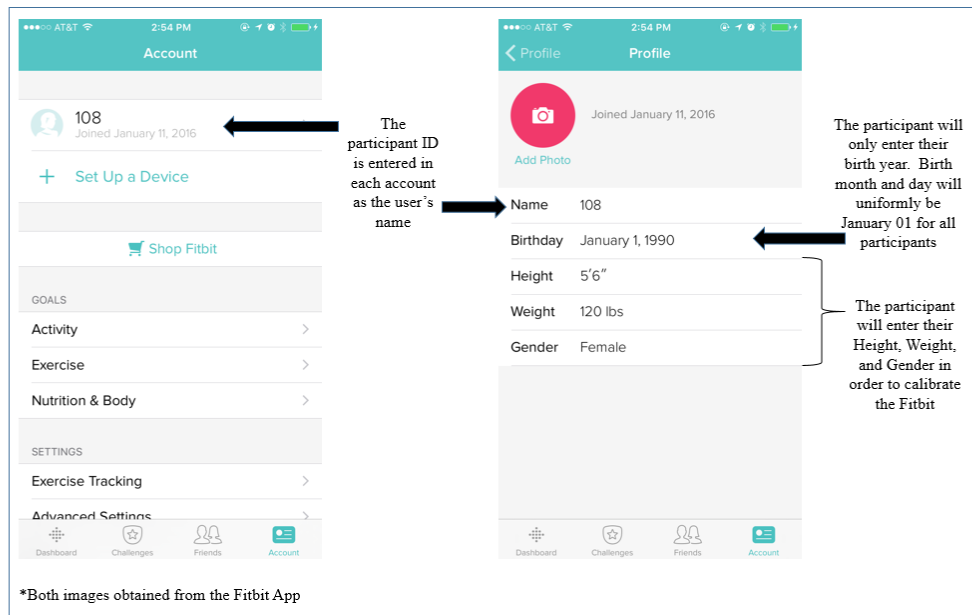 ●●●○○ AT&T 2:54 PM
Account
108
Joined January 11, 2016
+ Set Up a Device
Shop Fitbit
GOALS
Activity
Exercise
Nutrition & Body
SETTINGS
Exercise Tracking
Advanced Settings
Dashboard Challenges Friends Account
The
participant ID
is entered in
each account
as the user’s
name
●●●○○ AT&T 2:54 PM
Profile Profile
Joined January 11, 2016
Add Photo
Name 108
Birthday January 1, 1990
Height 5′6″
Weight 120 lbs
Gender Female
Dashboard Challenges Friends Account
The participant will
only enter their
birth year. Birth
month and day will
uniformly be
January 01 for all
participants
The participant
will enter their
Height, Weight,
and Gender in
order to calibrate
the Fitbit
*Both images obtained from the Fitbit App